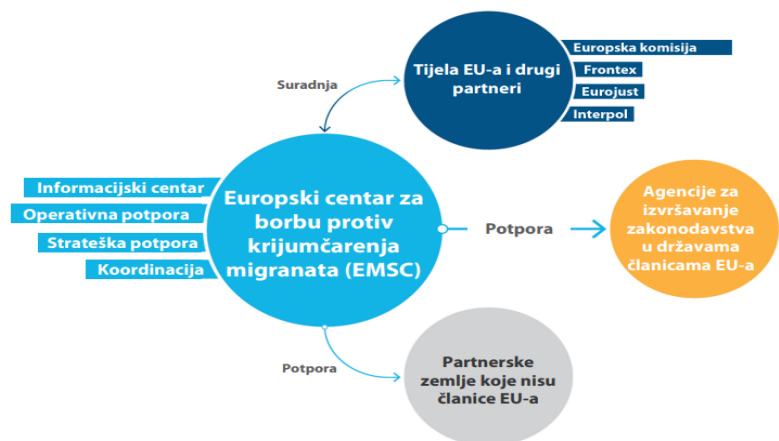 Suradnja
Tijela EU-a i drugi
partneri
Europska komisija
Frontex
Eurojust
Interpol
Informacijski centar
Operativna potpora
Strateška potpora
Koordinacija
Europski centar za
borbu protiv
krijumčarenja
migranata (EMSC)
Potpora
Agencije za
izvršavanje
zakonodavstva
u državama
članicama EU-a
Potpora
Partnerske
zemlje koje nisu
članice EU-a